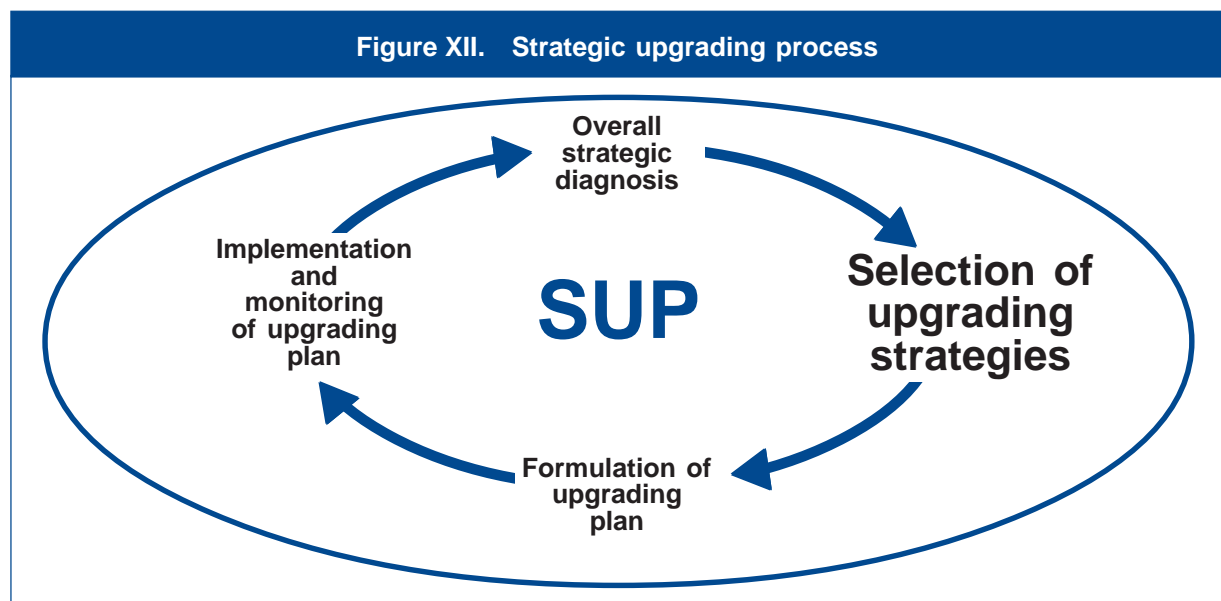 Figure XII. Strategic upgrading process
Overall
strategic
diagnosis
Selection of
upgrading
strategies
Formulation of
upgrading
plan
Implementation
and
monitoring
of upgrading
plan
SUP